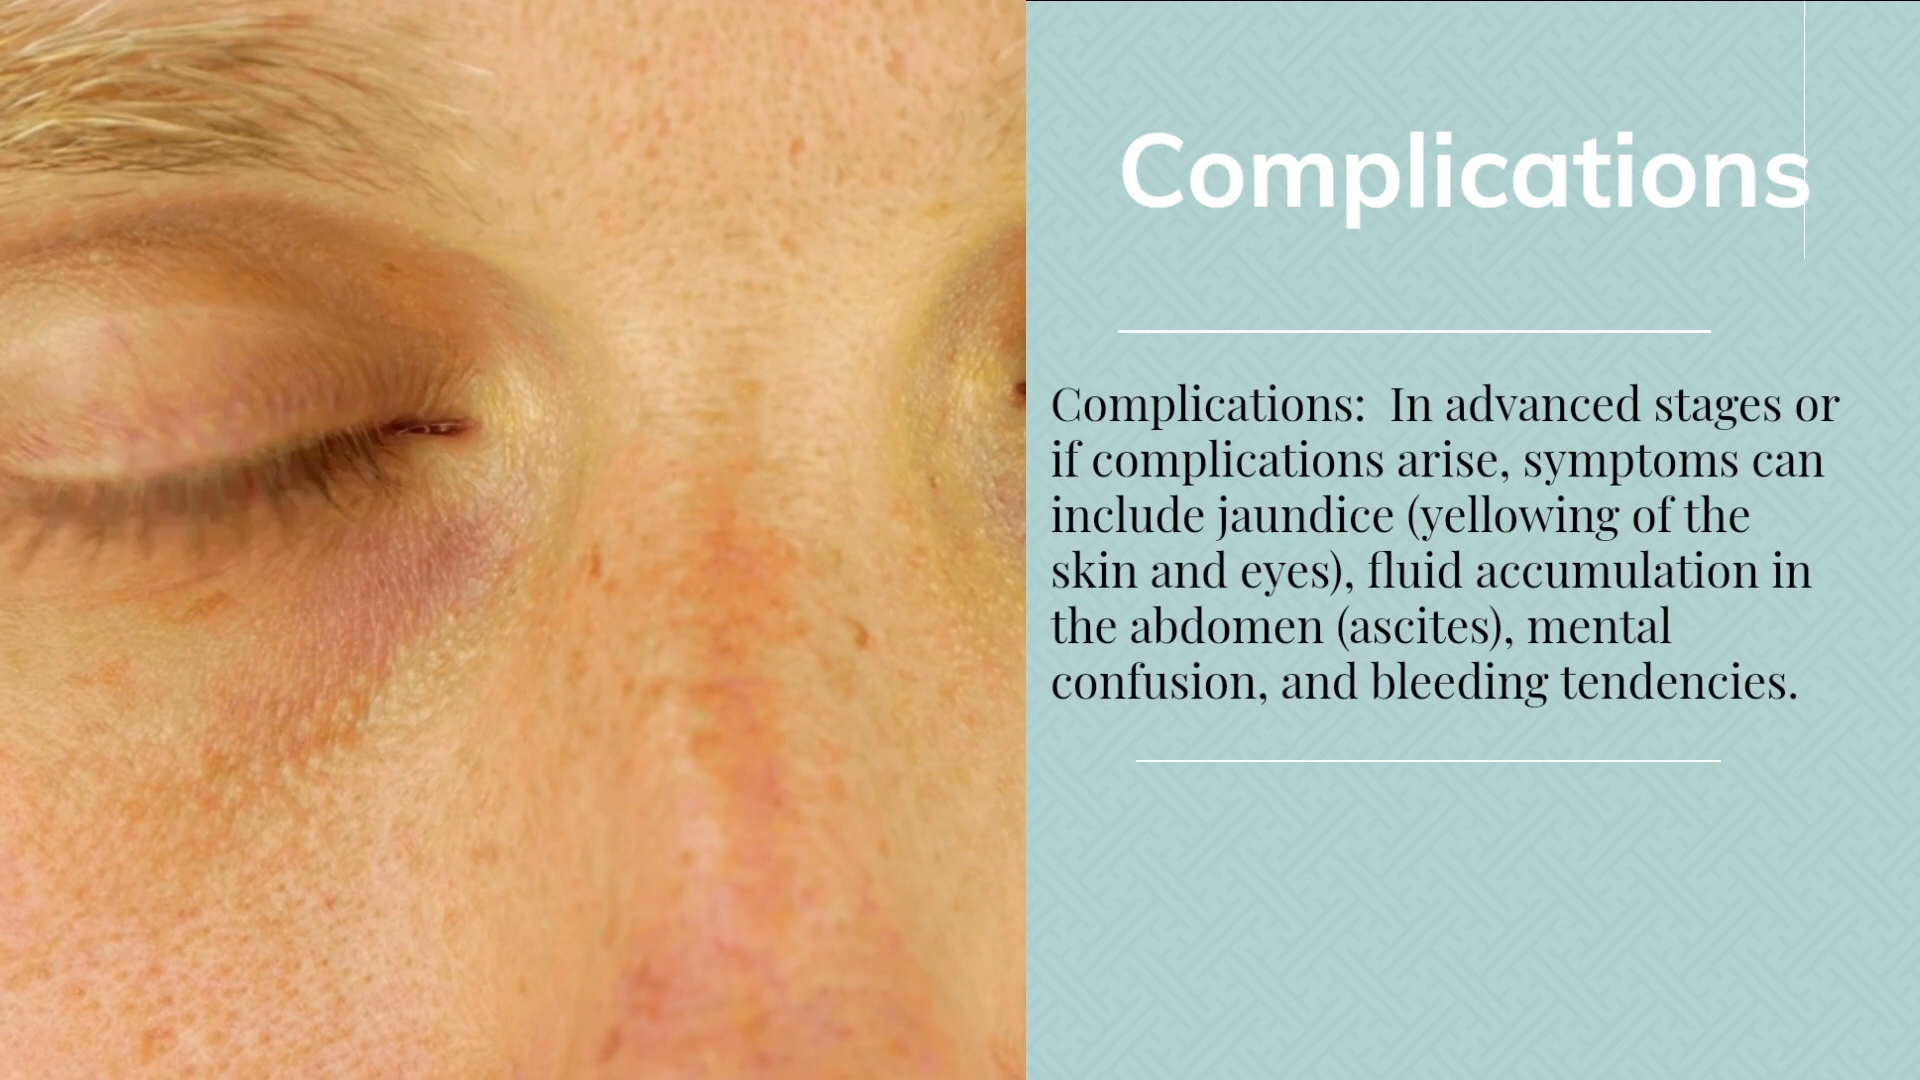 Complications
Complications:  In advanced stages or
if complications arise, symptoms can
include jaundice (yellowing of the
skin and eyes), fluid accumulation in
the abdomen (ascites), mental
confusion, and bleeding tendencies.